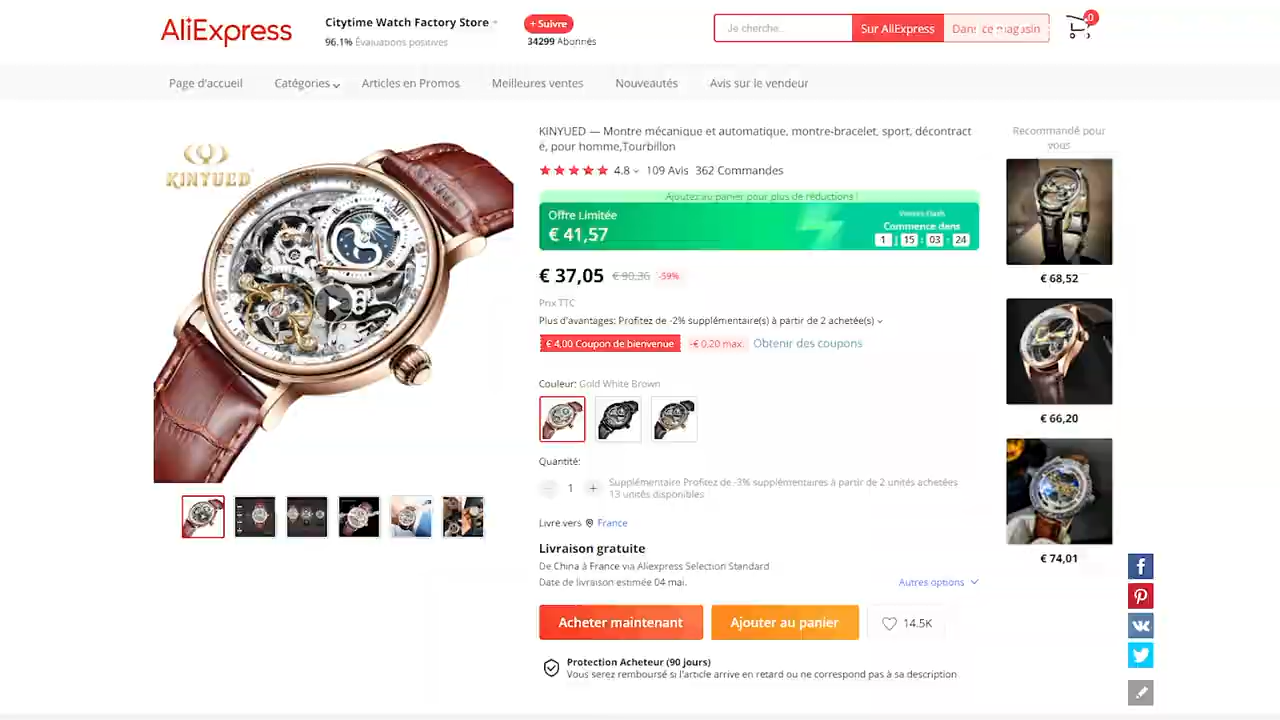 AliExpress
Citytime Watch Factory Store
96.1% Évaluations positives
+ Suivre
34299 Abonnés
Je cherche...
Sur AliExpress
Dans ce magasin
0
Page d'accueil
Catégories
Articles en Promos
Meilleures ventes
Nouveautés
Avis sur le vendeur
KINYUED
KINYUED — Montre mécanique et automatique, montre-bracelet, sport, décontract
é, pour homme,Tourbillon
4.8
109 Avis
362 Commandes
Ajoutez au panier pour plus de réductions !
Offre Limitée
€ 41,57
Ventes Flash
Commence dans
1 15 : 03 : 24
€ 37,05 € 90,36 -59%
Prix TTC
Plus d'avantages: Profitez de -2% supplémentaire(s) à partir de 2 achetée(s)
€ 4,00 Coupon de bienvenue
-€ 0,20 max.
Obtenir des coupons
Couleur: Gold White Brown
Quantité:
1 +
Supplémentaire Profitez de -3% supplémentaires à partir de 2 unités achetées
13 unités disponibles
Livre vers France
Livraison gratuite
De China à France via Aliexpress Selection Standard
Date de livraison estimée 04 mai.
Autres options
Acheter maintenant
Ajouter au panier
14.5K
Protection Acheteur (90 jours)
Vous serez remboursé si l'article arrive en retard ou ne correspond pas à sa description
Recommandé pour
vous
€ 68,52
€ 66,20
€ 74,01